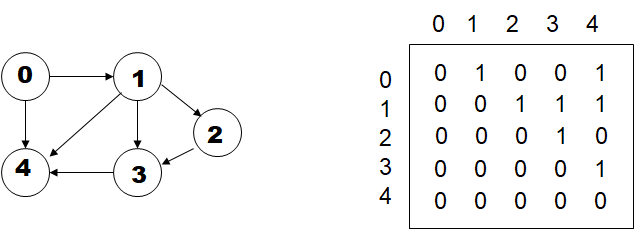 0 1
2
4 3
0 1 2 3 4
0 0 1 0 0 1
1 0 0 1 1 1
2 0 0 0 1 0
3 0 0 0 0 1
4 0 0 0 0 0